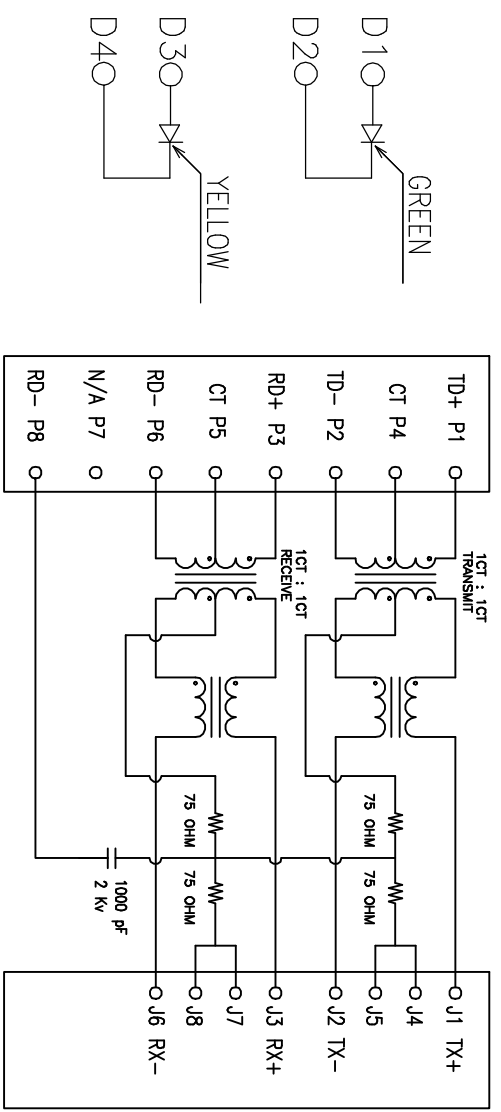 D1
D2
GREEN
D3
D4
YELLOW
TD+ P1
CT P4
TD- P2
RD+ P3
CT P5
RD- P6
N/A P7
RD- P8
1CT : 1CT
TRANSMIT
1CT : 1CT
RECEIVE
75 OHM
75 OHM
75 OHM
75 OHM
1000 pF
2 Kv
J1 TX+
J4
J5
J2 TX-
J3 RX+
J7
J8
J6 RX-